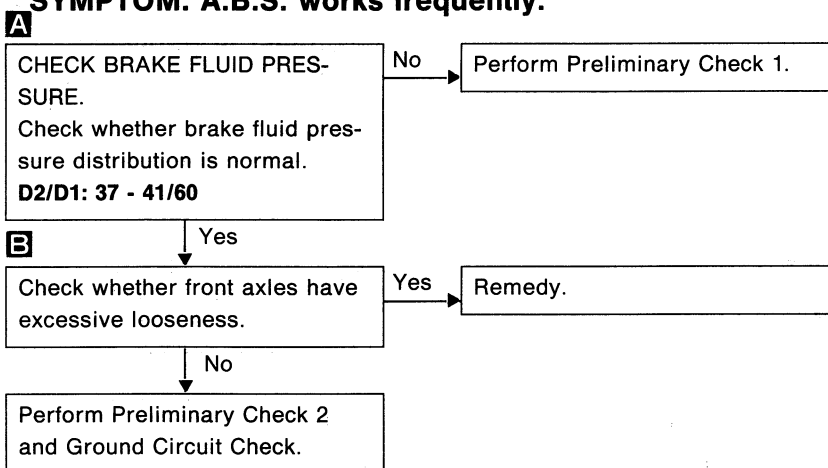 SYMPTOM: A.B.S. works frequently.
A
CHECK BRAKE FLUID PRES-
SURE.
Check whether brake fluid pres-
sure distribution is normal.
D2/D1: 37 - 41/60
No
Perform Preliminary Check 1.
Yes
B
Check whether front axles have
excessive looseness.
Yes
Remedy.
No
Perform Preliminary Check 2
and Ground Circuit Check.